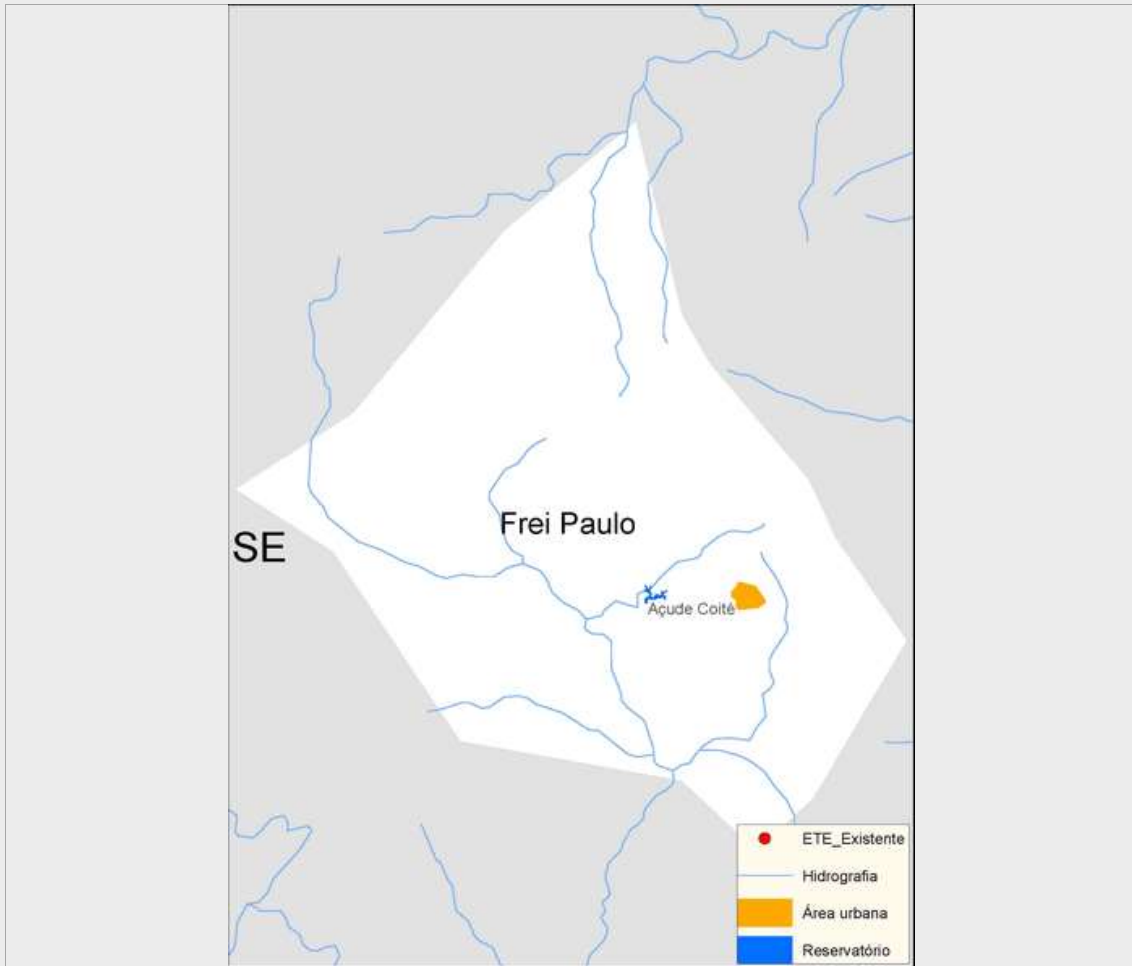 Frei Paulo
SE
Açude Coité
ETE_Existente
Hidrografia
Área urbana
Reservatório